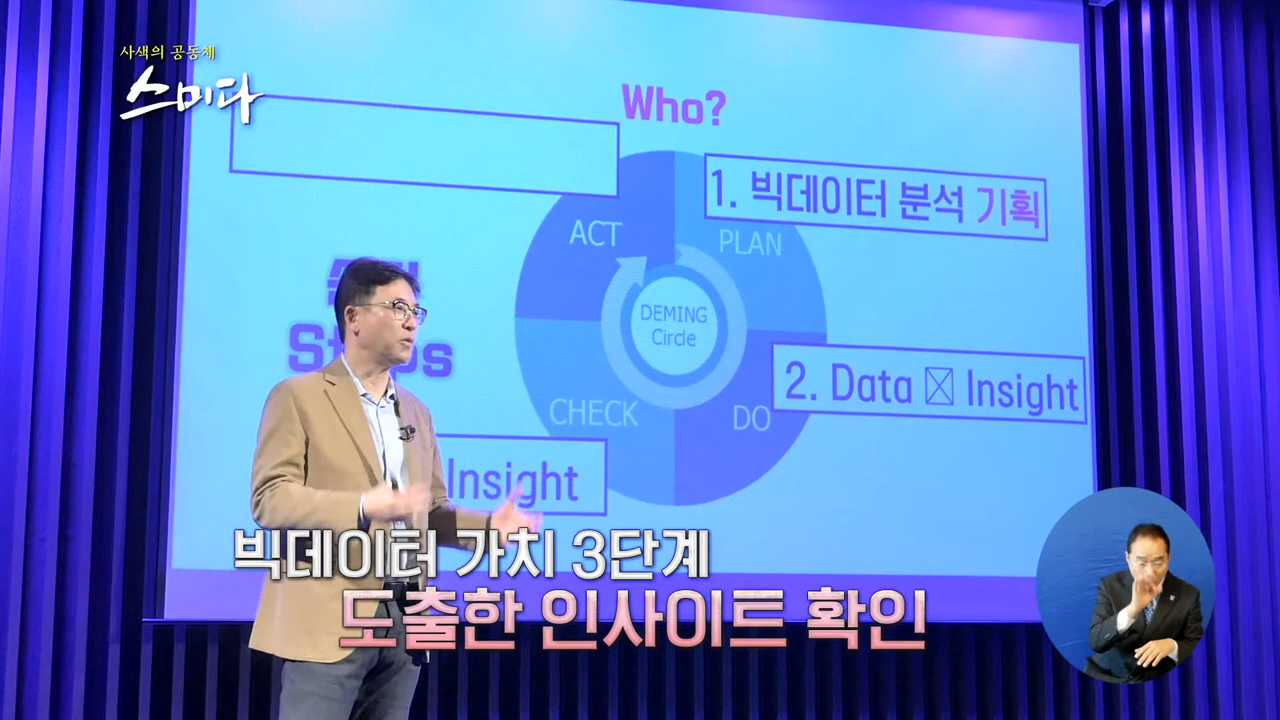 사색의 공동체
스미다
Who?
1. 빅데이터 분석 기획
ACT
PLAN
DEMING
Circle
2. Data Insight
CHECK
DO
Insight
빅데이터 가치 3단계
도출한 인사이트 확인